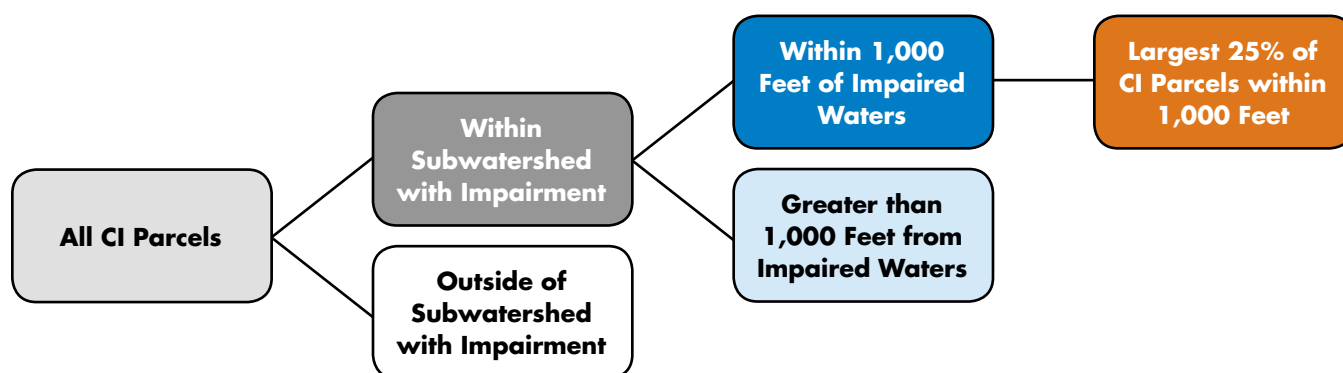 All CI Parcels
Within
Subwatershed
with Impairment
Outside of
Subwatershed
with Impairment
Within 1,000
Feet of Impaired
Waters
Greater than
1,000 Feet from
Impaired Waters
Largest 25% of
CI Parcels within
1,000 Feet